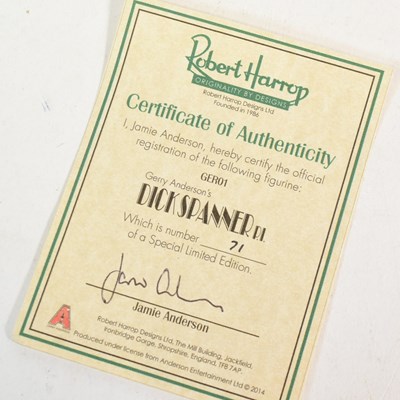 Robert Harrop
ORIGINALITY BY DESIGNS
Robert Harrop Designs Ltd
Founded in 1986
Certificate of Authenticity
I, Jamie Anderson, hereby certify the official
registration of the following figurine:
GER01
Gerry Anderson's
DICK SPANNER PI
Which is number 71
of a Special Limited Edition.
Jamie Anderson
Robert Harrop Designs Ltd, The Mill Building, Jackfield,
Ironbridge Gorge, Shropshire, England, TF8 7AP.
Produced under license from Anderson Entertainment Ltd © 2014